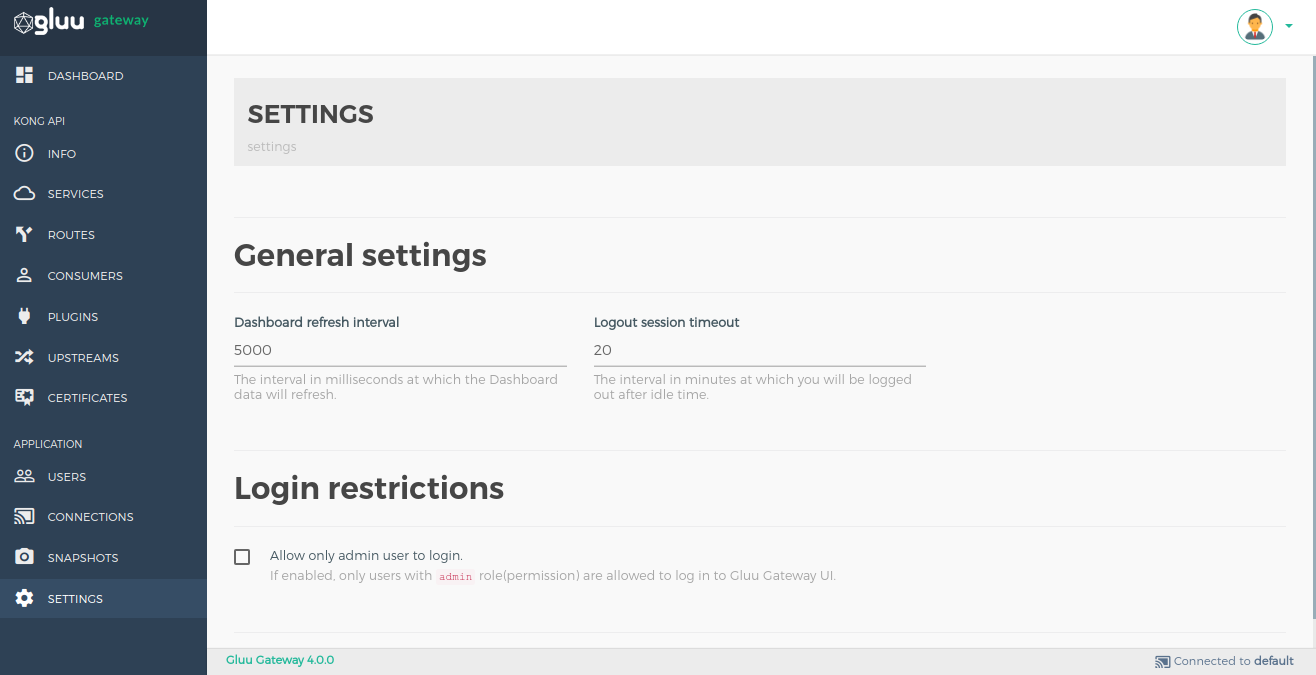 gluu gateway
DASHBOARD
KONG API
INFO
SERVICES
ROUTES
CONSUMERS
PLUGINS
UPSTREAMS
CERTIFICATES
APPLICATION
USERS
CONNECTIONS
SNAPSHOTS
SETTINGS
SETTINGS
settings
General settings
Dashboard refresh interval
5000
The interval in milliseconds at which the Dashboard
data will refresh.
Logout session timeout
20
The interval in minutes at which you will be logged
out after idle time.
Login restrictions
Allow only admin user to login.
If enabled, only users with admin role(permission) are allowed to log in to Gluu Gateway UI.
Gluu Gateway 4.0.0
Connected to default